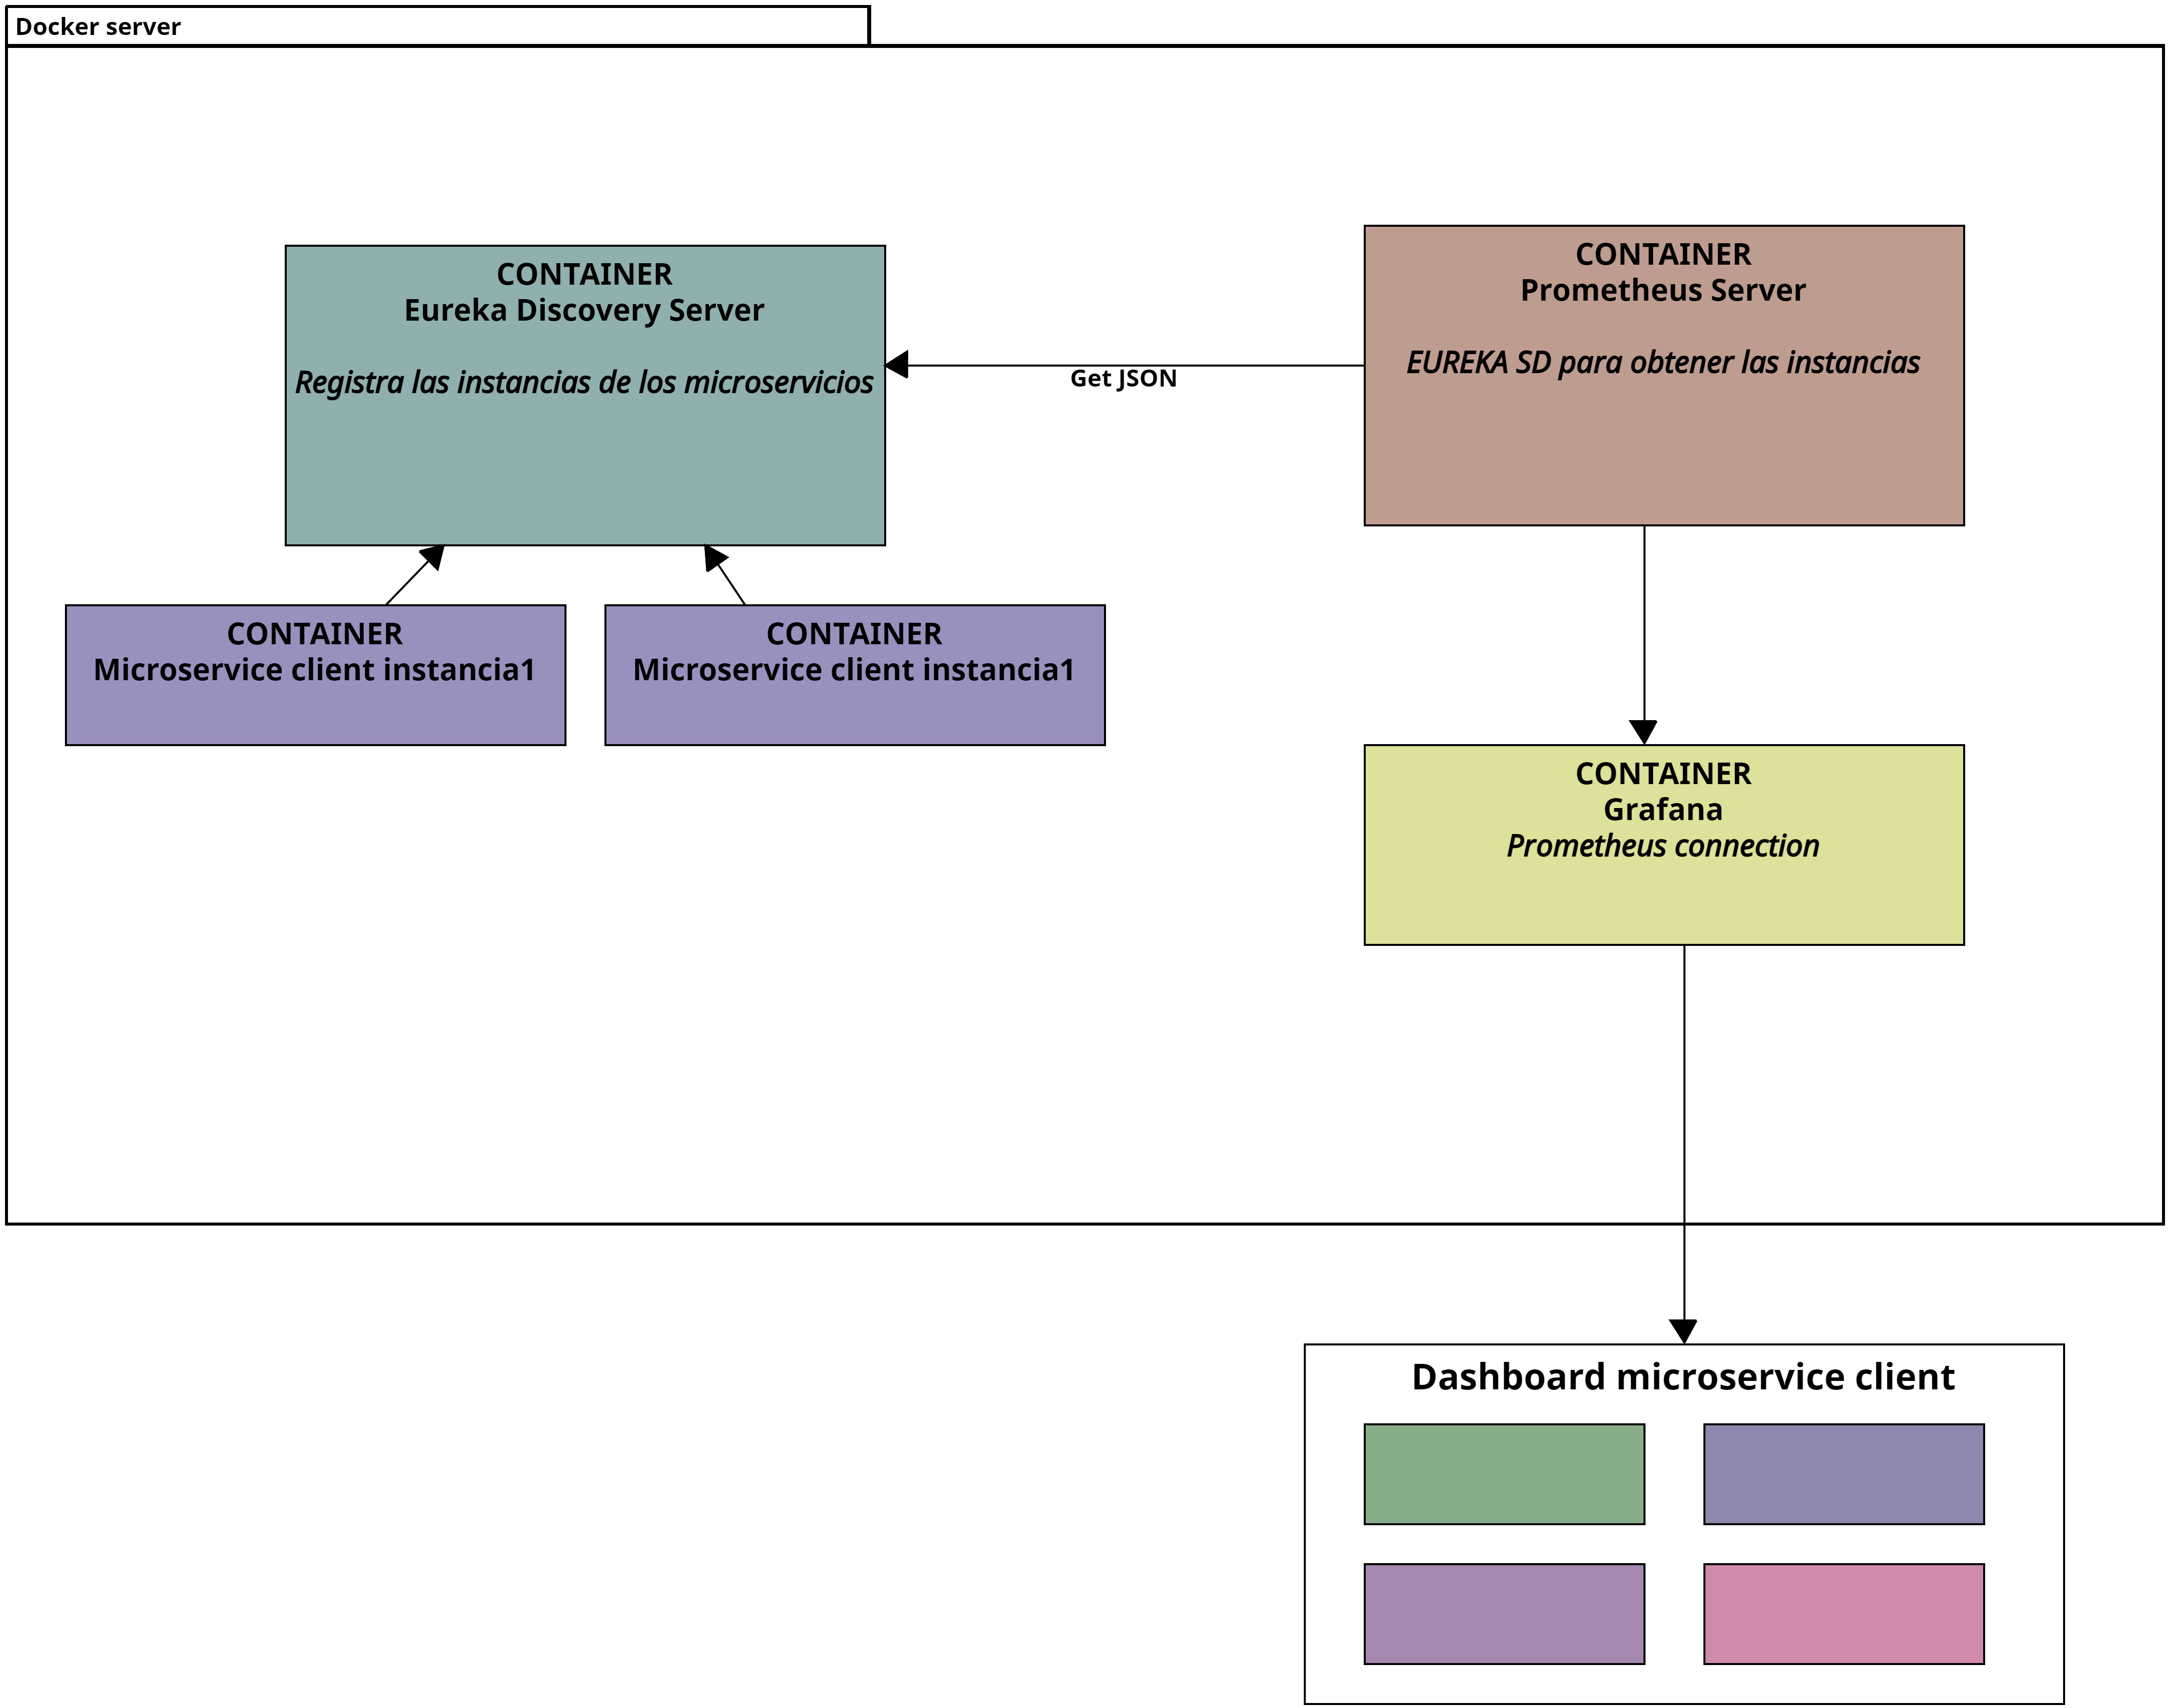 Docker server
CONTAINER
Eureka Discovery Server
Registra las instancias de los microservicios
CONTAINER
Prometheus Server
EUREKA SD para obtener las instancias
Get JSON
CONTAINER
Microservice client instancia1
CONTAINER
Microservice client instancia1
CONTAINER
Grafana
Prometheus connection
Dashboard microservice client